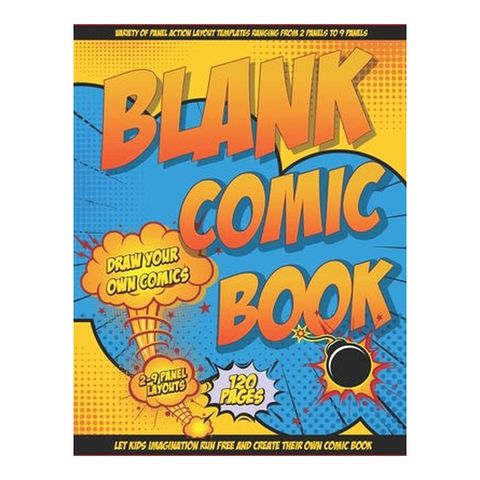 VARIETY OF PANEL ACTION LAYOUT TEMPLATES RANGING FROM 2 PANELS TO 9 PANELS
BLANK
COMIC
BOOK
DRAW YOUR
OWN COMICS
2-9 PANEL
LAYOUTS
120
PAGES
LET KIDS IMAGINATION RUN FREE AND CREATE THEIR OWN COMIC BOOK